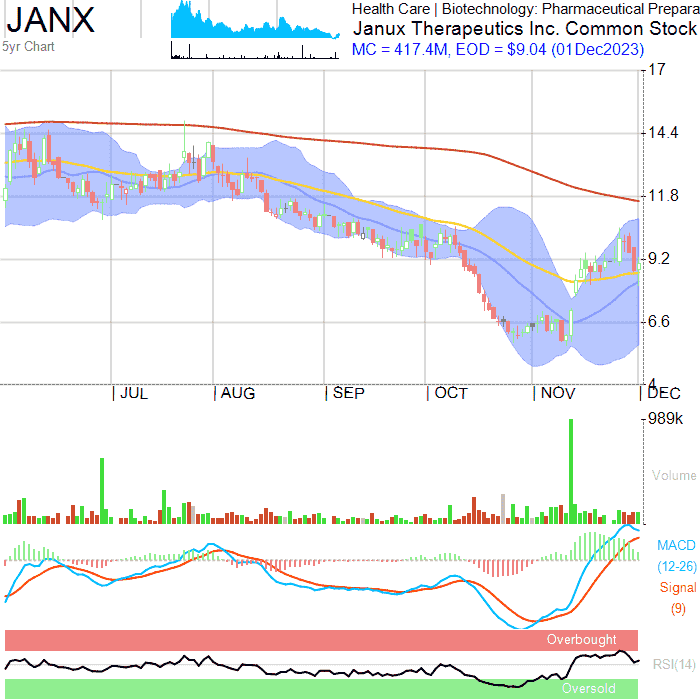 JANX
5yr Chart
Health Care | Biotechnology: Pharmaceutical Prepara
Janux Therapeutics Inc. Common Stock
MC = 417.4M, EOD = $9.04 (01Dec2023)
17
14.4
11.8
9.2
6.6
4
JUL
AUG
SEP
OCT
NOV
DEC
989k
Volume
MACD
(12-26)
Signal
(9)
Overbought
RSI(14)
Oversold